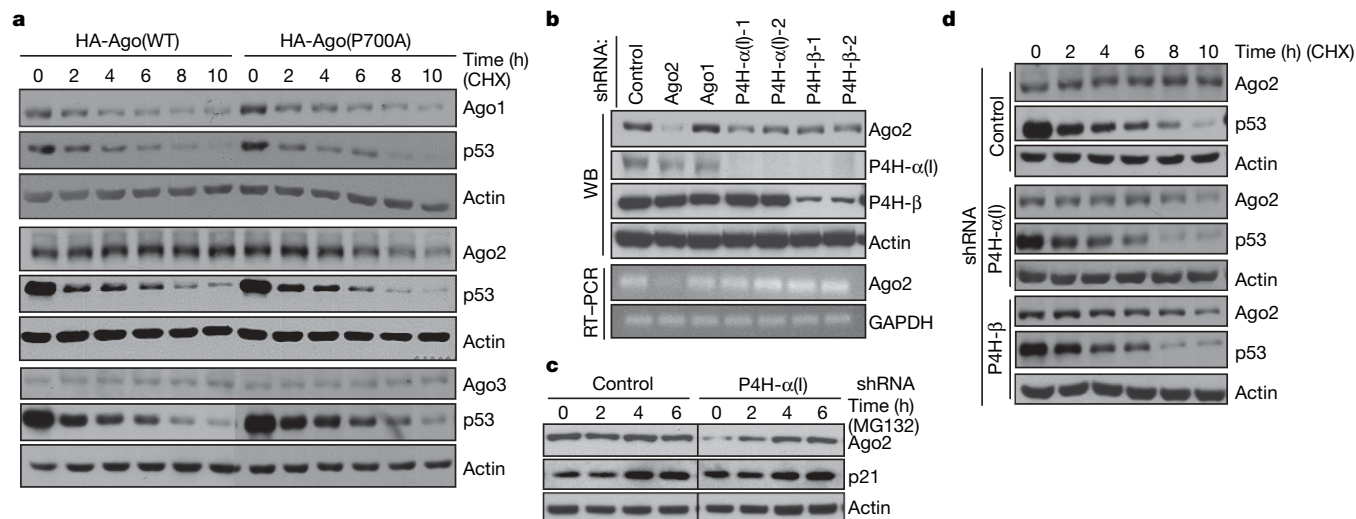 a
HA-Ago(WT) HA-Ago(P700A)
Time (h)
0 2 4 6 8 10 0 2 4 6 8 10 (CHX)
Ago1
p53
Actin
Ago2
p53
Actin
Ago3
p53
Actin
b
shRNA:
Control
Ago2
Ago1
P4H-α(I)-1
P4H-α(I)-2
P4H-β-1
P4H-β-2
WB
Ago2
P4H-α(I)
P4H-β
Actin
RT–PCR
Ago2
GAPDH
c
Control P4H-α(I) shRNA
0 2 4 6 0 2 4 6 Time (h)
(MG132)
Ago2
p21
Actin
d
0 2 4 6 8 10 Time (h) (CHX)
shRNA
Control
Ago2
p53
Actin
P4H-α(I)
Ago2
p53
Actin
P4H-β
Ago2
p53
Actin